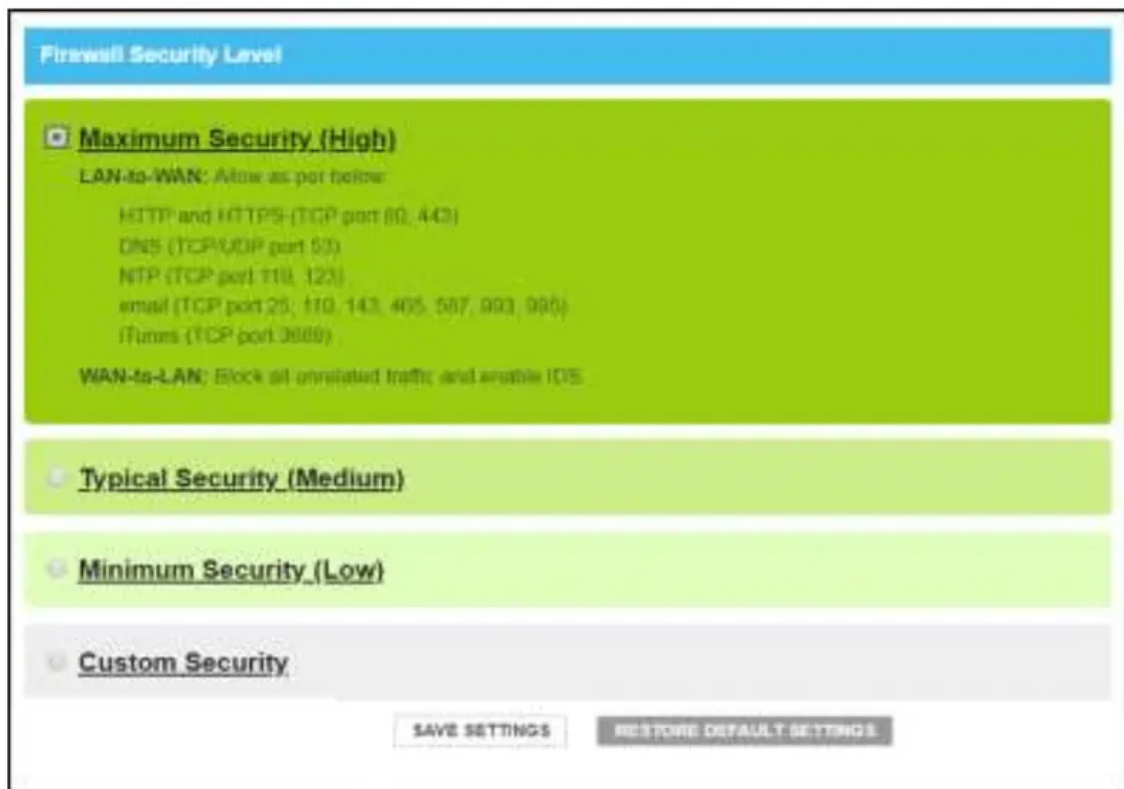 Firewall Security Level
Maximum Security (High)
LAN-to-WAN: Allow as per below
HTTP and HTTPS (TCP port 80, 443)
DNS (TCP/UDP port 53)
NTP (TCP port 119, 123)
email (TCP port 25, 110, 143, 465, 587, 993, 995)
iTunes (TCP port 3689)
WAN-to-LAN: Block all unrelated traffic and enable IDS
Typical Security (Medium)
Minimum Security (Low)
Custom Security
SAVE SETTINGS
RESTORE DEFAULT SETTINGS